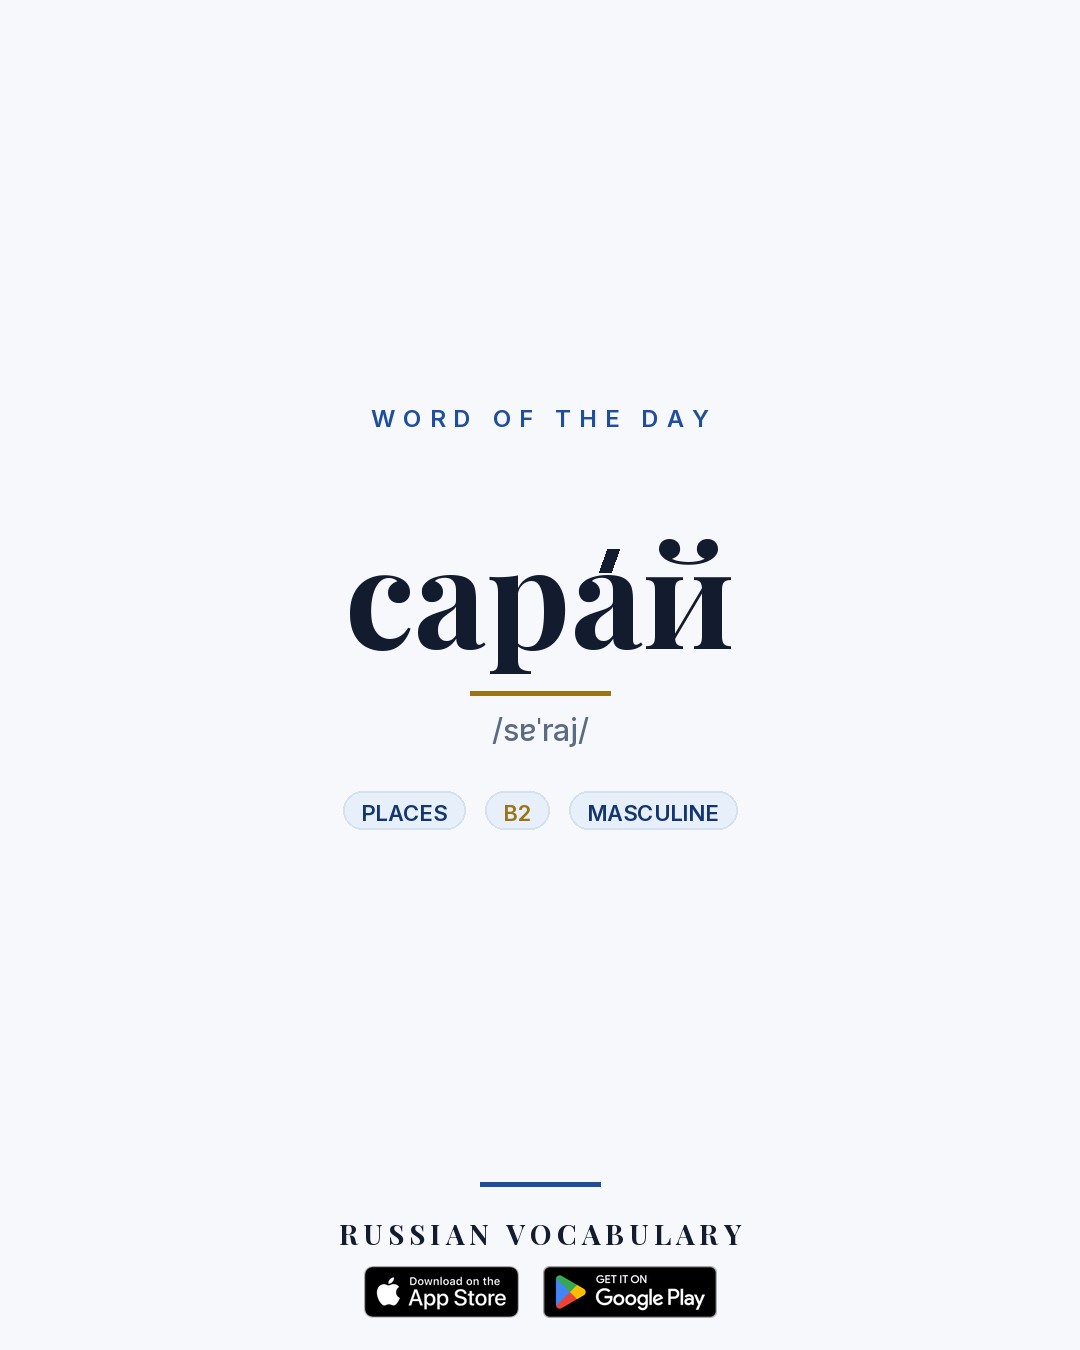 WORD OF THE DAY
сара́й
/sɐˈraj/
PLACES B2 MASCULINE
RUSSIAN VOCABULARY
Download on the App Store
GET IT ON Google Play